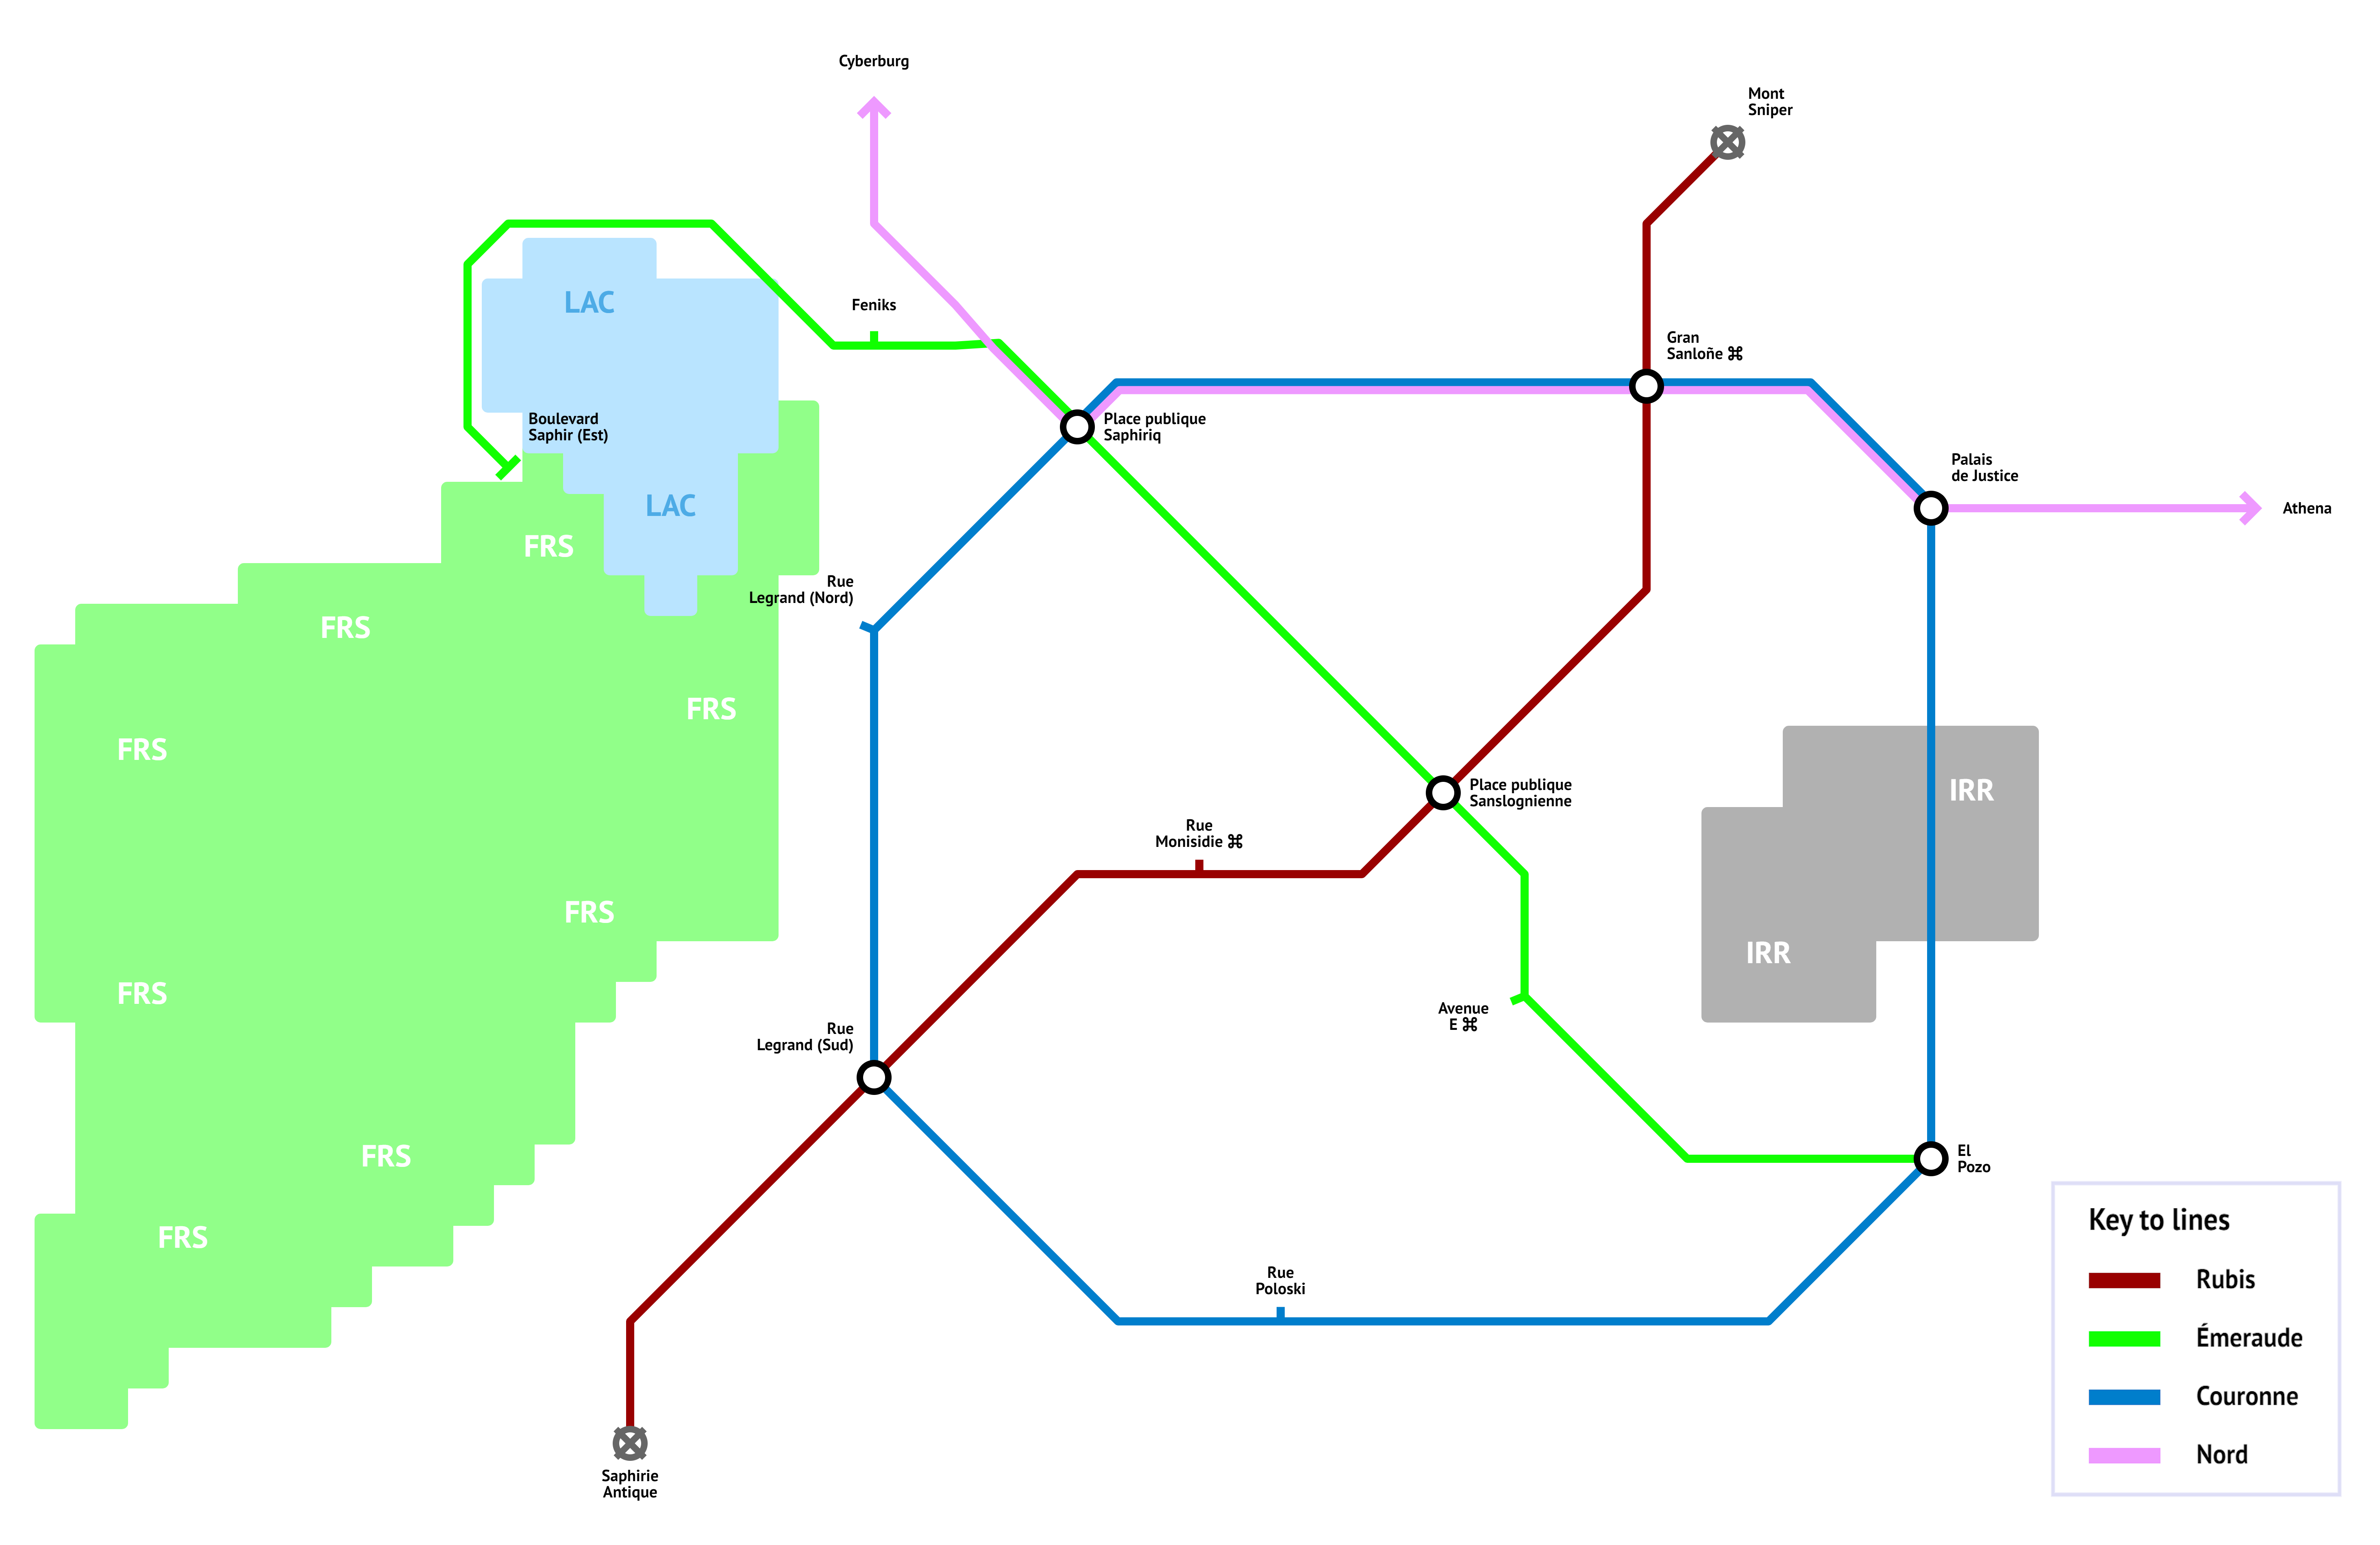 Cyberburg
Mont
Sniper
LAC
Feniks
Gran
Sanloñe ⌘
Boulevard
Saphir (Est)
Place publique
Saphiriq
Palais
de Justice
Athena
LAC
FRS
Rue
Legrand (Nord)
FRS
FRS
FRS
IRR
Place publique
Sanslognienne
Rue
Monisidie ⌘
FRS
IRR
FRS
Avenue
E ⌘
Rue
Legrand (Sud)
FRS
El
Pozo
FRS
Rue
Poloski
Key to lines
Rubis
Émeraude
Couronne
Nord
Saphirie
Antique